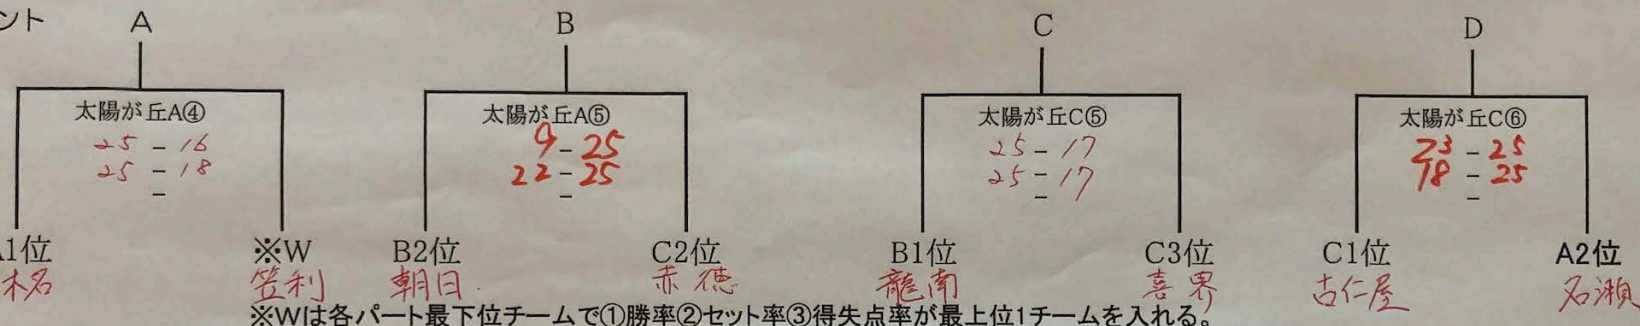 ント A B C D
太陽が丘A④ 太陽が丘A⑤ 太陽が丘C⑤ 太陽が丘C⑥
25 - 16 9 - 25 25 - 17 23 - 25
25 - 18 22 - 25 25 - 17 18 - 25
- - - -
A1位 ※W B2位 C2位 B1位 C3位 C1位 A2位
笠利 朝日 赤徳 龍南 喜界 古仁屋 名瀬
※Wは各パート最下位チームで①勝率②セット率③得失点率が最上位1チームを入れる。